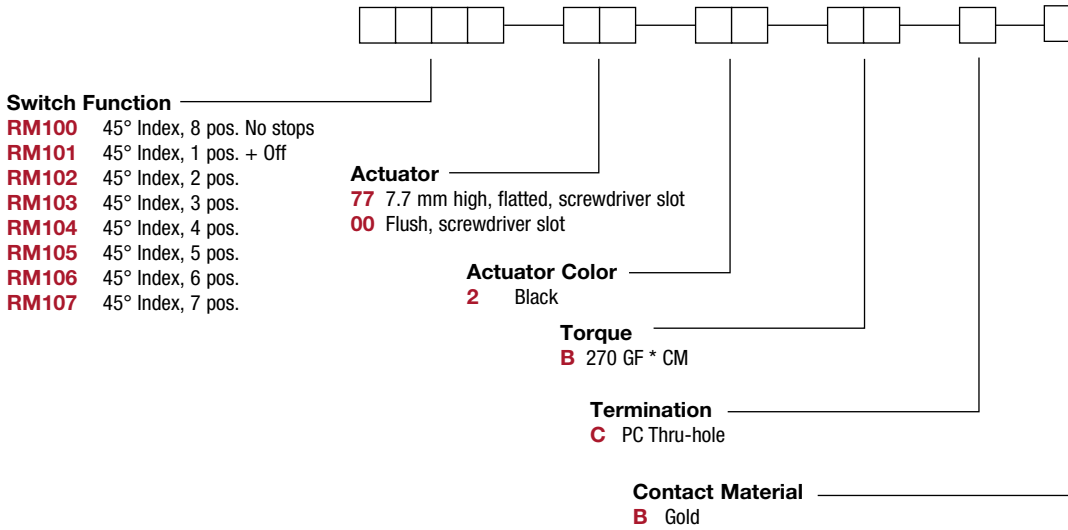 Switch Function
RM100 45° Index, 8 pos. No stops
RM101 45° Index, 1 pos. + Off
RM102 45° Index, 2 pos.
RM103 45° Index, 3 pos.
RM104 45° Index, 4 pos.
RM105 45° Index, 5 pos.
RM106 45° Index, 6 pos.
RM107 45° Index, 7 pos.
Actuator
77 7.7 mm high, flatted, screwdriver slot
00 Flush, screwdriver slot
Actuator Color
2 Black
Torque
B 270 GF * CM
Termination
C PC Thru-hole
Contact Material
B Gold